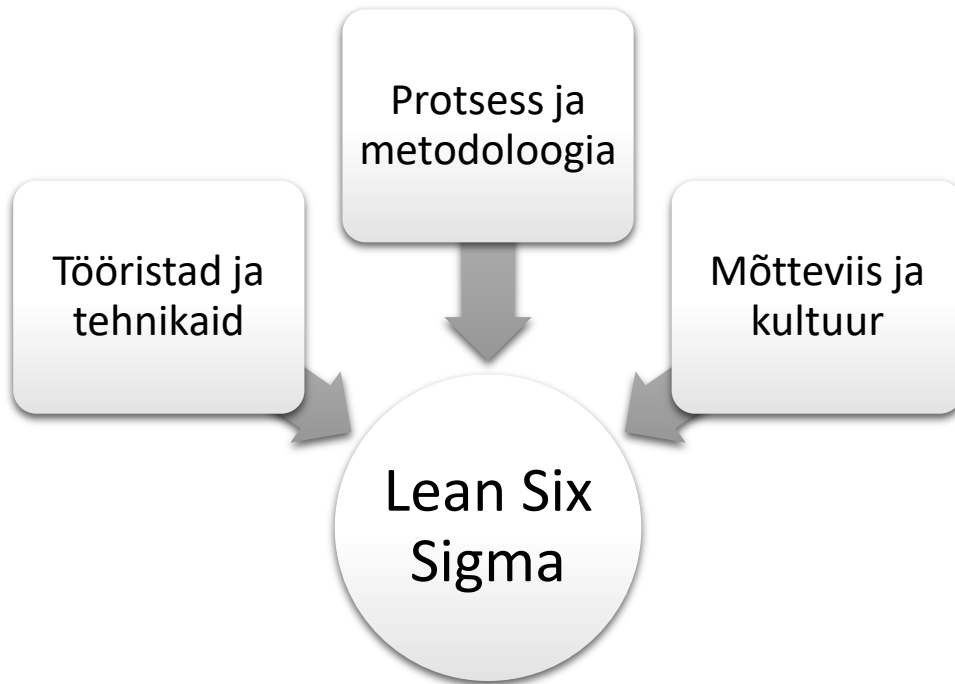 Protsess ja
metodoloogia
Tööristad ja
tehnikaid
Mõtteviis ja
kultuur
Lean Six
Sigma